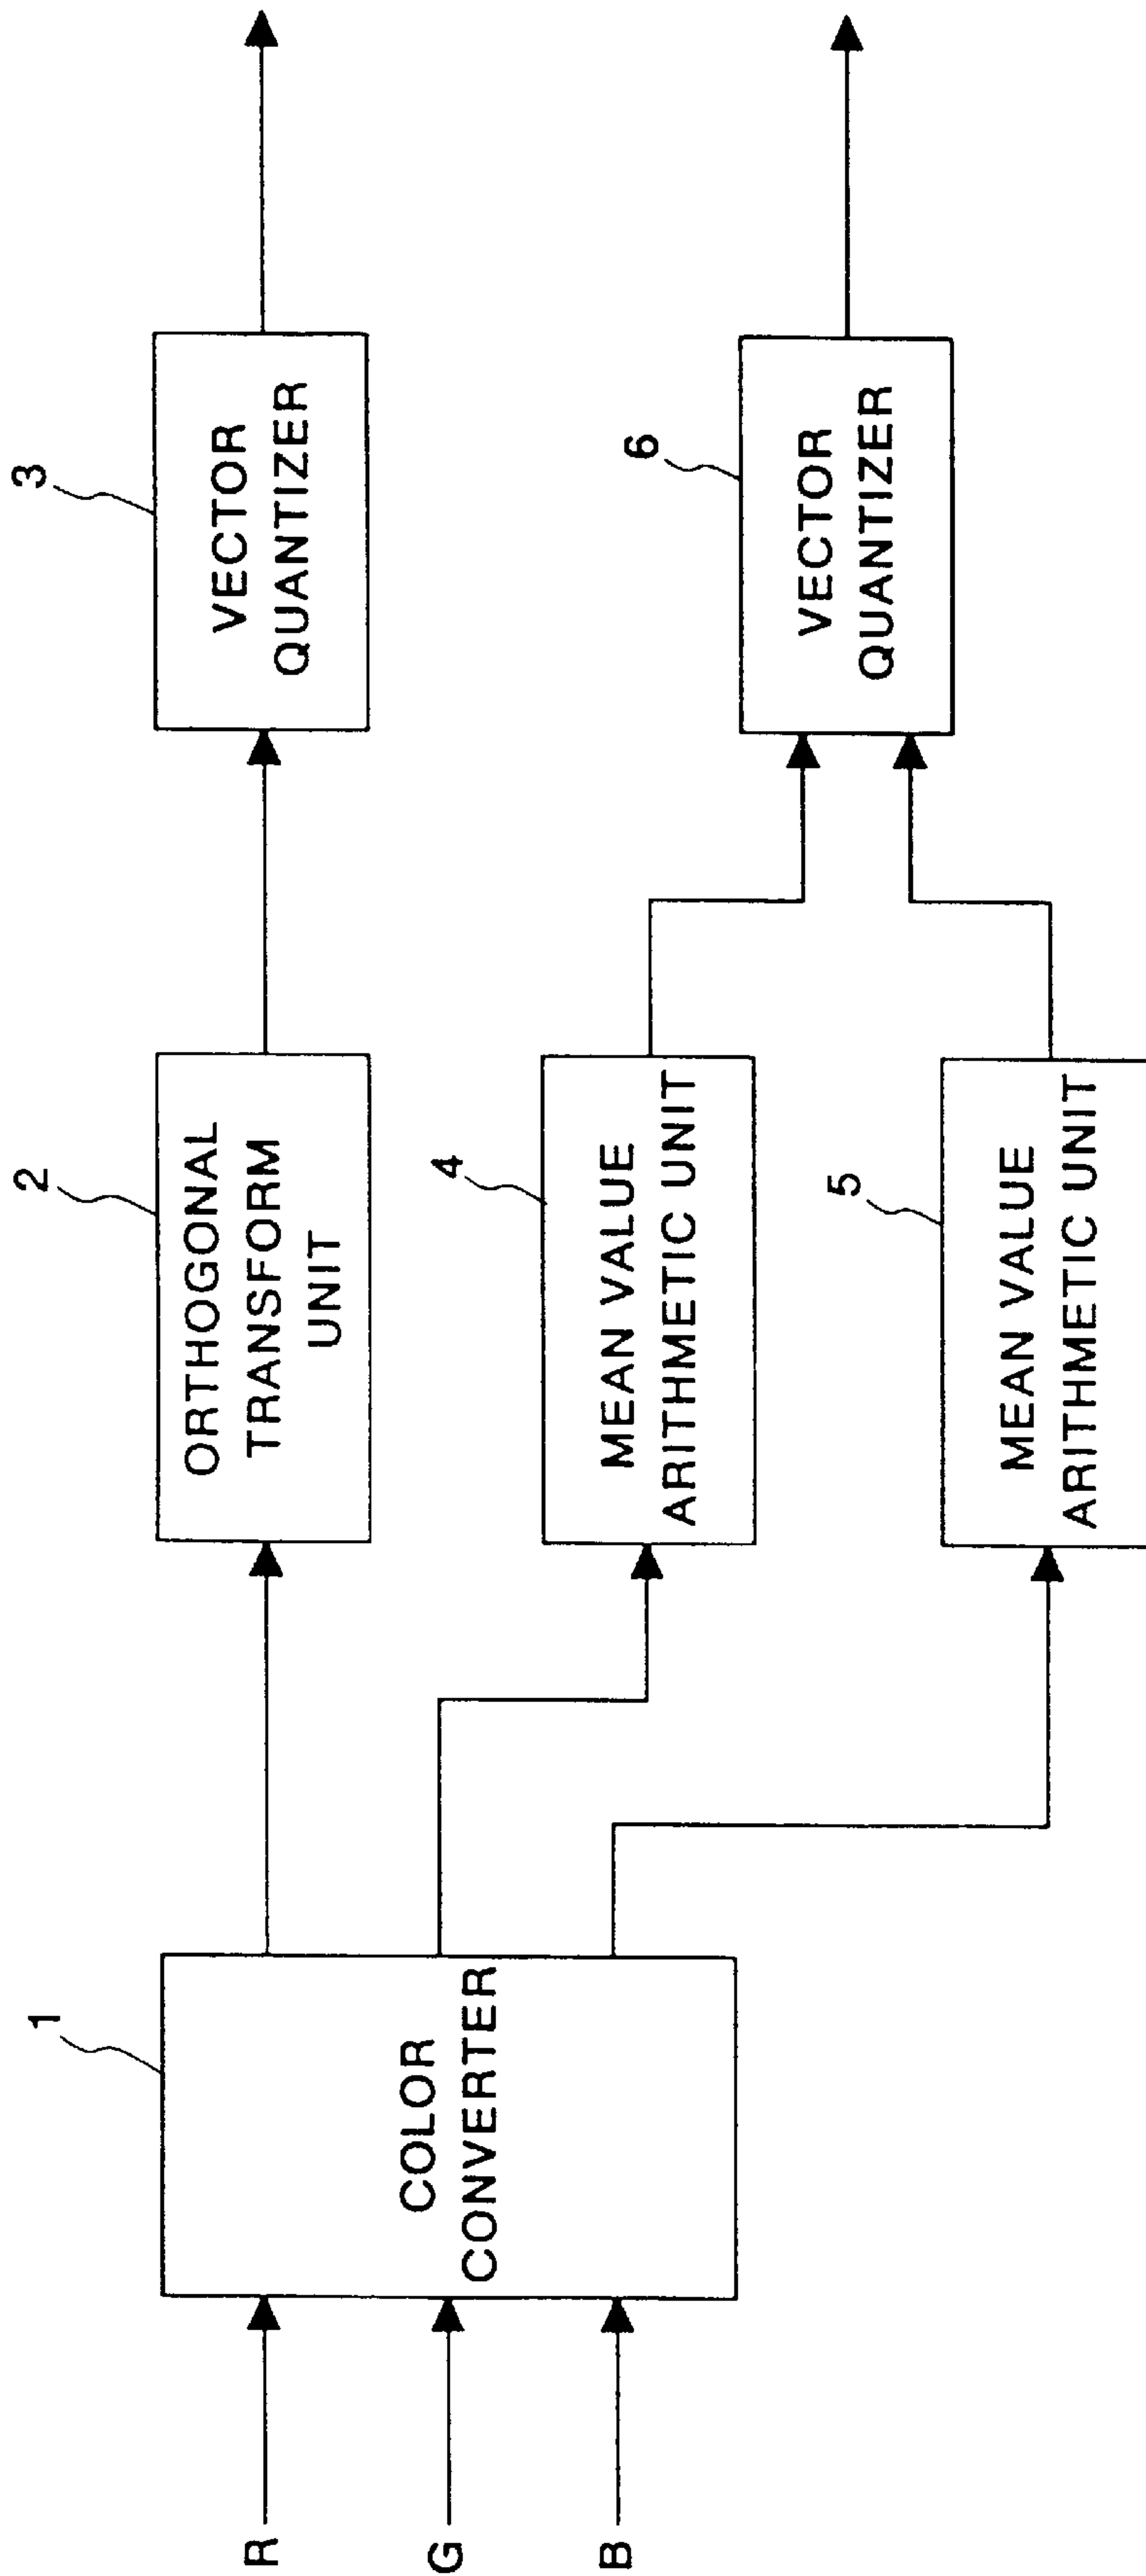 R
G
B
1
COLOR
CONVERTER
2
ORTHOGONAL
TRANSFORM
UNIT
3
VECTOR
QUANTIZER
4
MEAN VALUE
ARITHMETIC UNIT
5
MEAN VALUE
ARITHMETIC UNIT
6
VECTOR
QUANTIZER